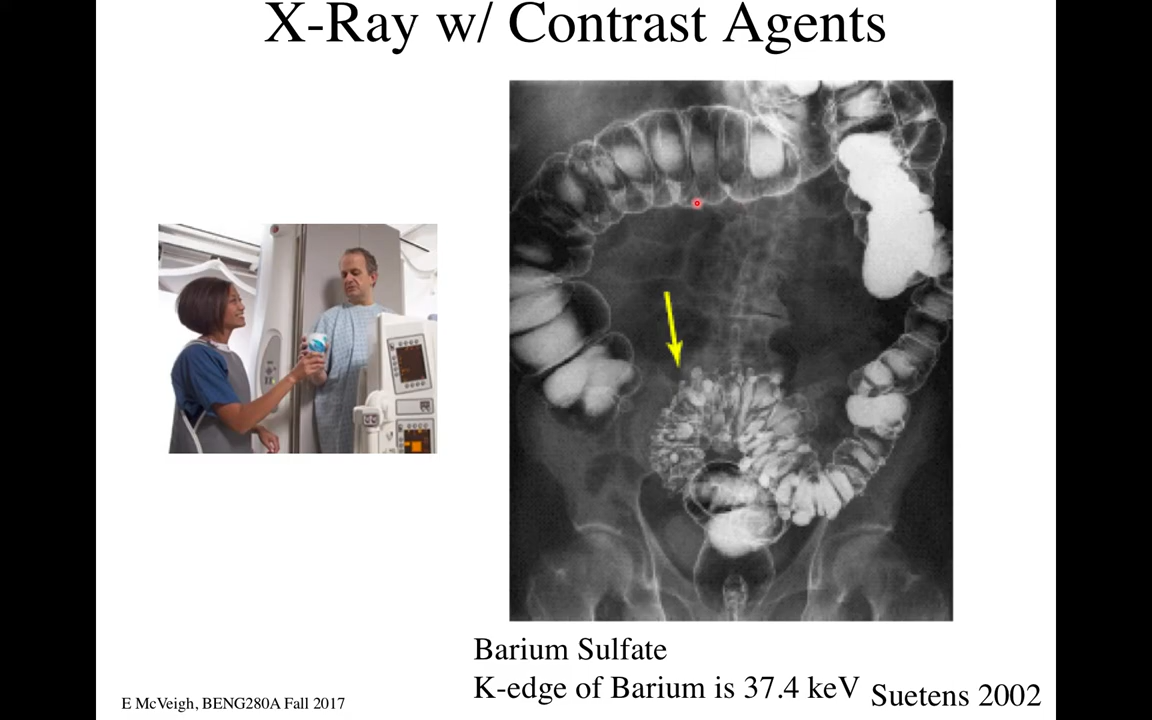 X-Ray w/ Contrast Agents
Barium Sulfate
K-edge of Barium is 37.4 keV
Suetens 2002
E McVeigh, BENG280A Fall 2017